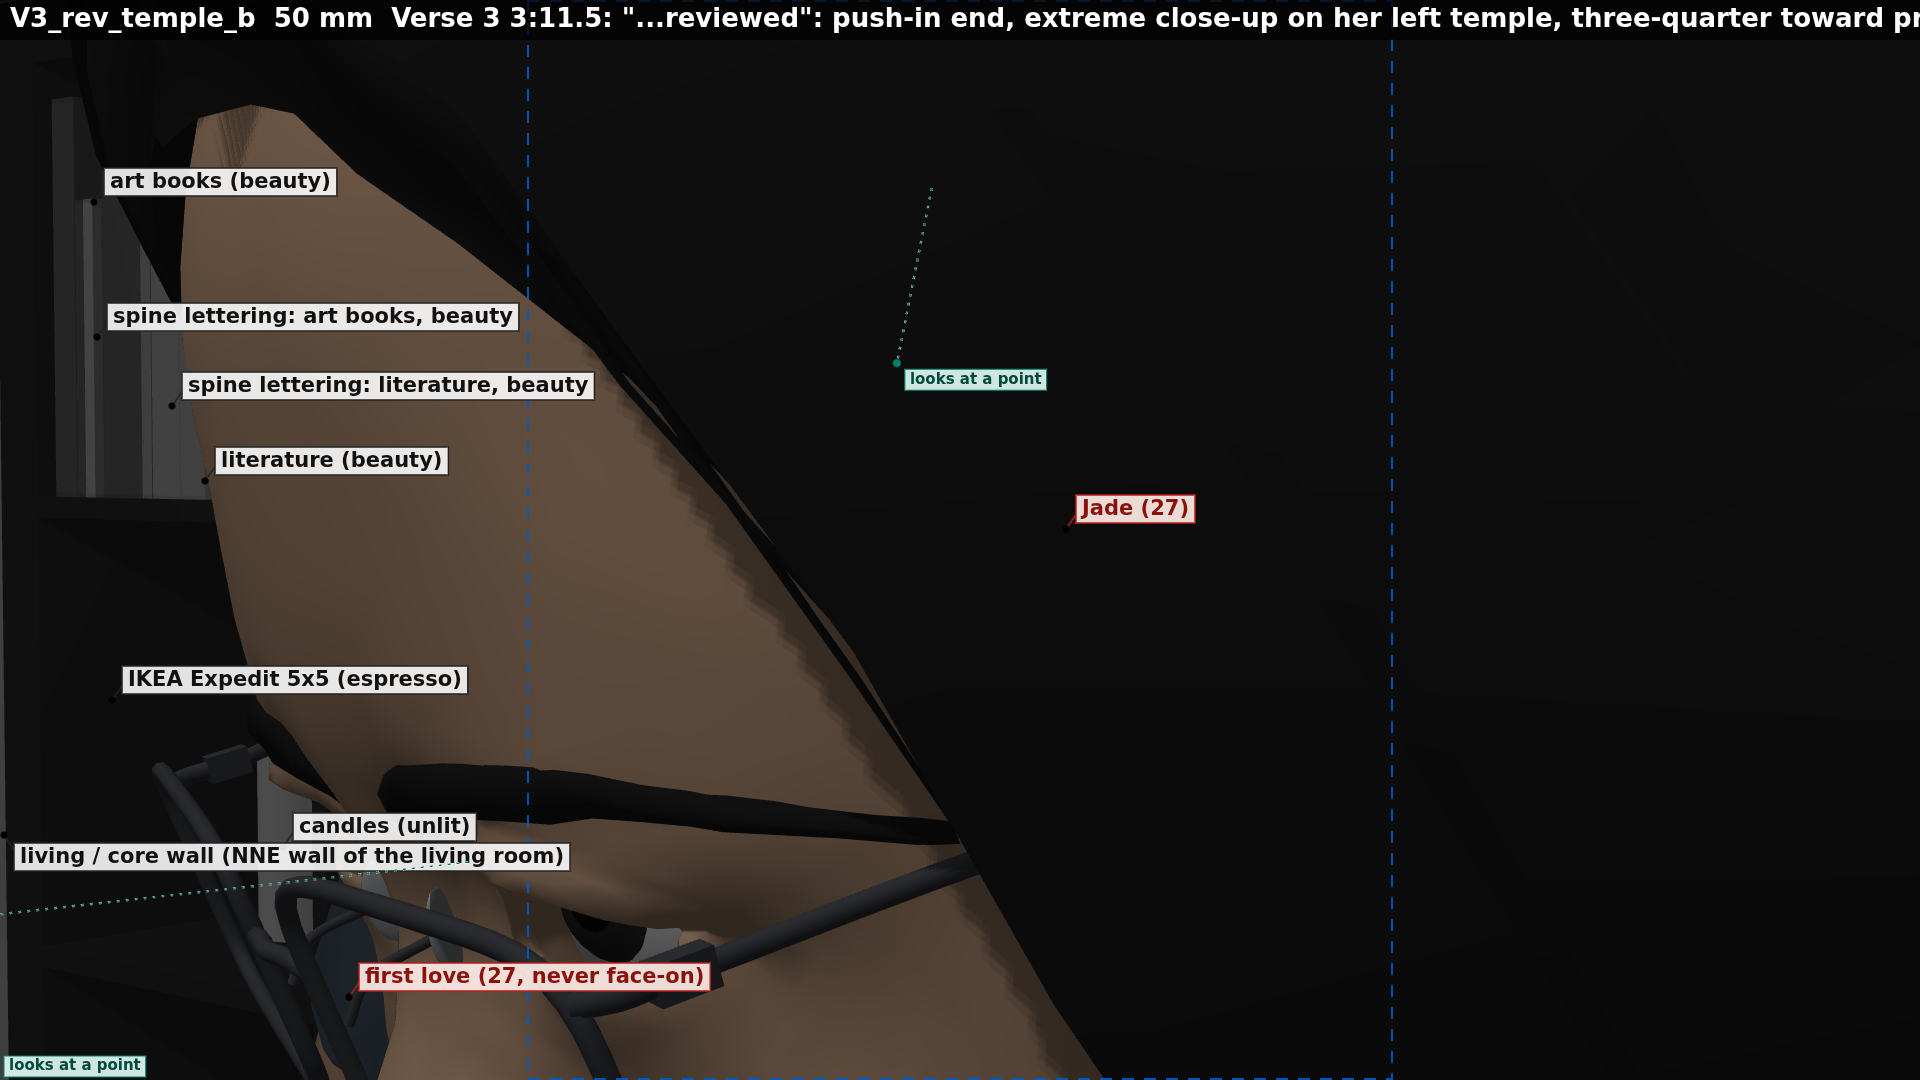 V3_rev_temple_b  50 mm  Verse 3 3:11.5: "...reviewed": push-in end, extreme close-up on her left temple, three-quarter toward pr
art books (beauty)
spine lettering: art books, beauty
looks at a point
spine lettering: literature, beauty
literature (beauty)
Jade (27)
IKEA Expedit 5x5 (espresso)
candles (unlit)
living / core wall (NNE wall of the living room)
first love (27, never face-on)
looks at a point